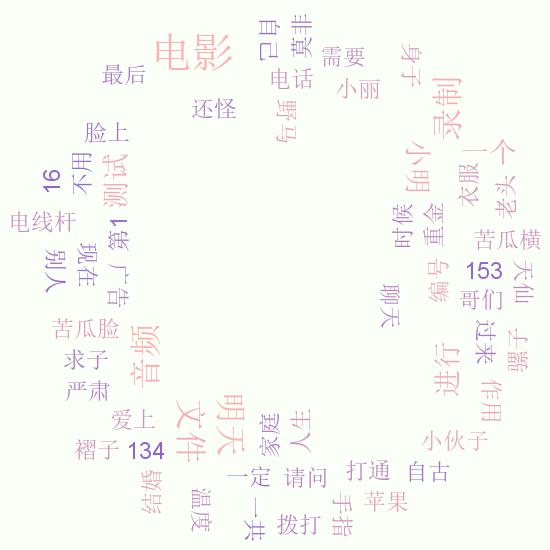 电影
自己
莫非
需要
身子
最后
电话
小丽
还怪
野马
录制
脸上
小明
一个
16
不用
测试
衣服
老头
电线杆
第1
时候
重金
苦瓜横
别人
现在
广告
编号
153
天仙
哥们
聊天
苦瓜脸
音频
过来
骡子
求子
进行
严肃
作用
爱上
文件
明天
家庭
人生
小伙子
褶子
134
结婚
一定
请问
打通
自古
温度
一共
拨打
手指
苹果